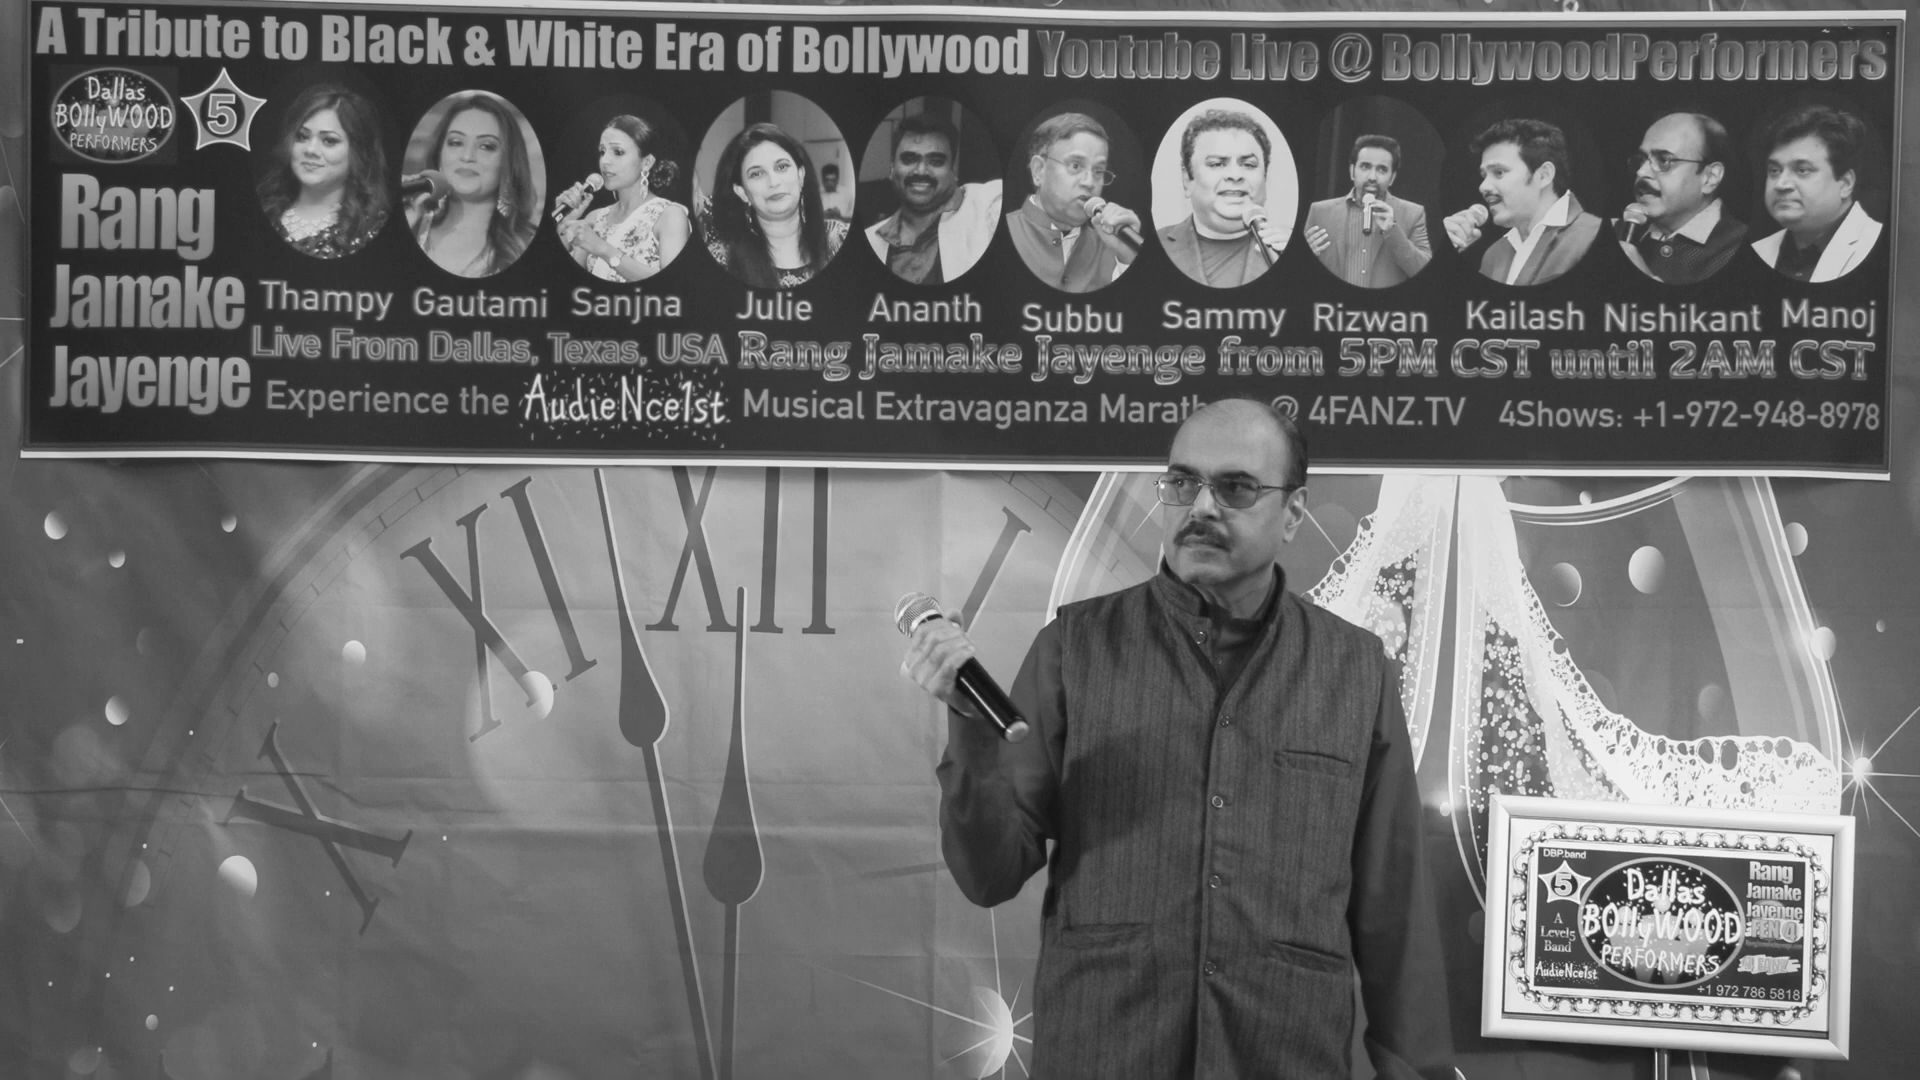 A Tribute to Black & White Era of Bollywood Youtube Live @ BollywoodPerformers
Dallas
BOllyWOOD
PERFORMERS
5
Rang
Jamake
Jayenge
Thampy Gautami Sanjna Julie Ananth Subbu Sammy Rizwan Kailash Nishikant Manoj
Live From Dallas, Texas, USA Rang Jamake Jayenge from 5PM CST until 2AM CST
Experience the AudieNce1st Musical Extravaganza Marath @ 4FANZ.TV 4Shows: +1-972-948-8978
XI XII I
X
DBP.band
5
A
Level5
Band
AudieNce1st
Dallas
BOllyWOOD
PERFORMERS
Rang
Jamake
Jayenge
+1 972 786 5818